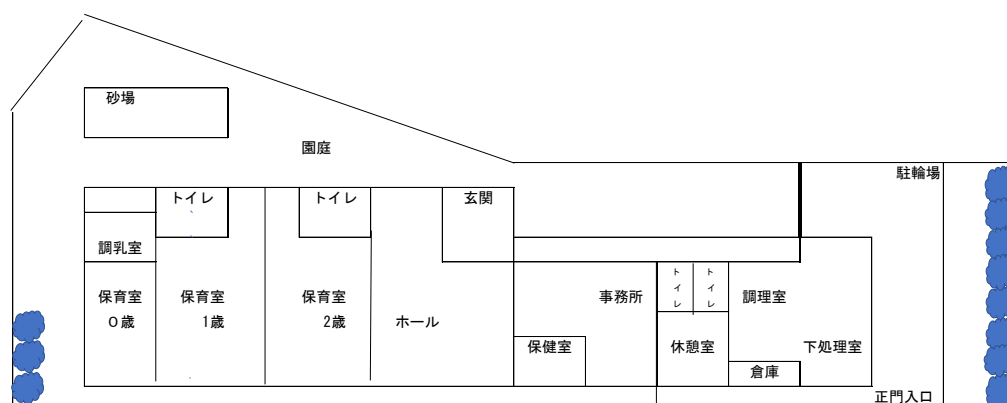 砂場
園庭
駐輪場
トイレ
トイレ
玄関
調乳室
保育室
0歳
保育室
1歳
保育室
2歳
ホール
保健室
事務所
トイレ
トイレ
休憩室
調理室
下処理室
倉庫
正門入口